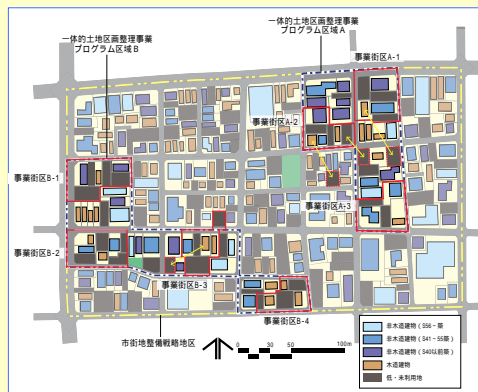 一体的土地区画整理事業
プログラム区域B
一体的土地区画整理事業
プログラム区域A
事業街区A-1
事業街区A-2
事業街区B-1
事業街区A-3
事業街区B-2
事業街区B-3
事業街区B-4
市街地整備戦略地区
0 30 50 100m
非木造建物(S56-築)
非木造建物(S41-55築)
非木造建物(S40以前築)
木造建物
低・未利用地